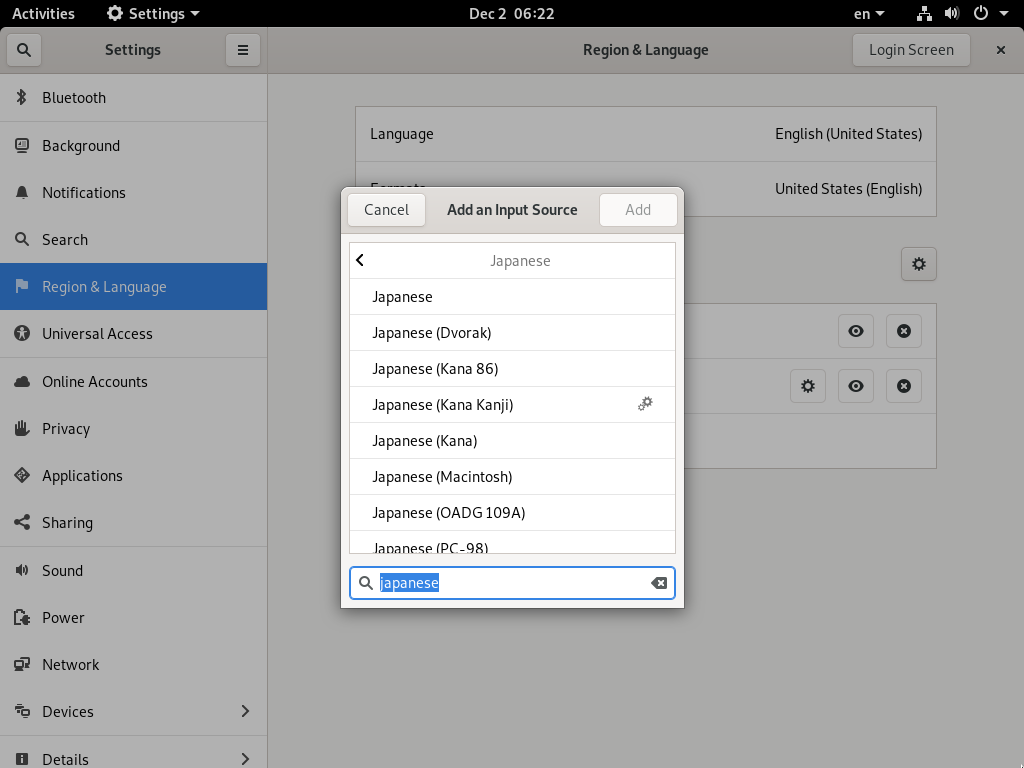 Activities Settings Dec 2 06:22 en
Settings Region & Language Login Screen
Bluetooth
Background
Notifications
Search
Region & Language
Universal Access
Online Accounts
Privacy
Applications
Sharing
Sound
Power
Network
Devices
Details
Language English (United States)
Formats United States (English)
Cancel Add an Input Source Add
Japanese
Japanese
Japanese (Dvorak)
Japanese (Kana 86)
Japanese (Kana Kanji)
Japanese (Kana)
Japanese (Macintosh)
Japanese (OADG 109A)
Japanese (PC-98)
japanese